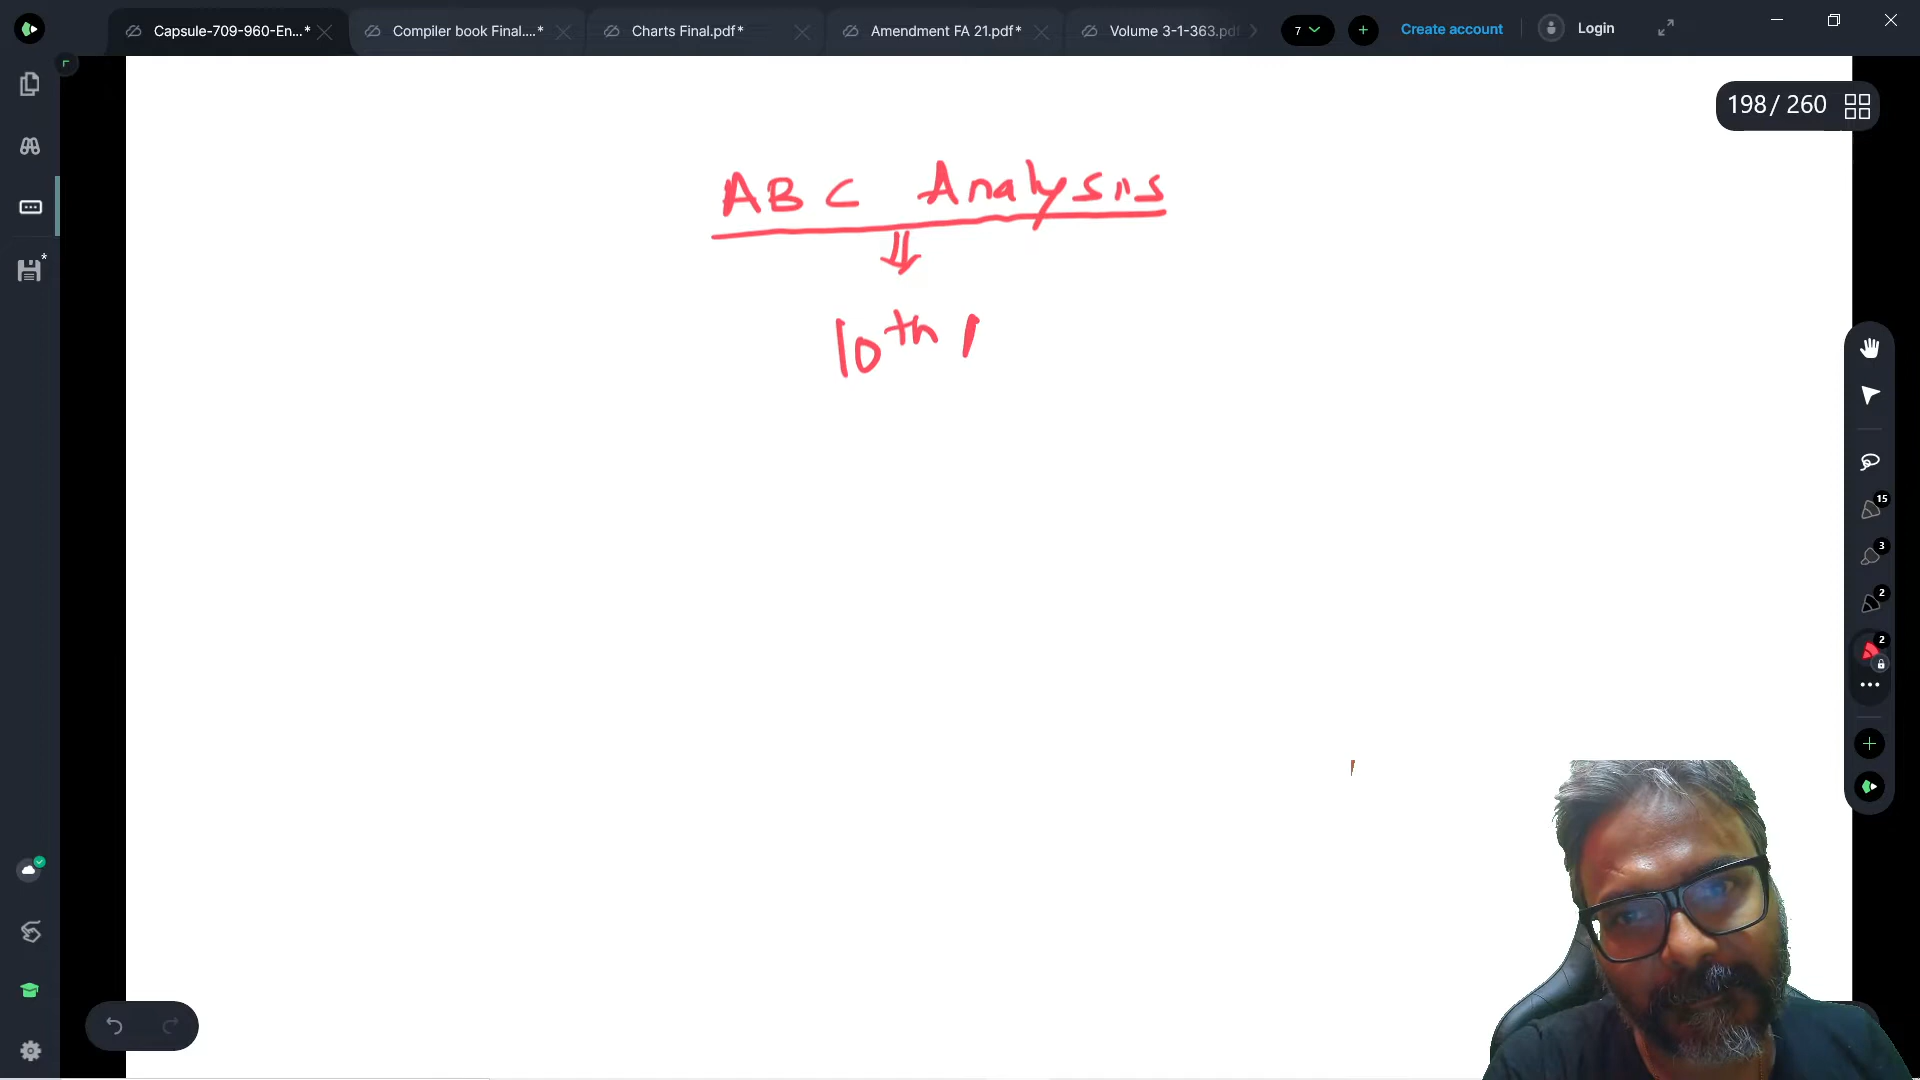 Capsule-709-960-En...*
Compiler book Final....*
Charts Final.pdf*
Amendment FA 21.pdf*
Volume 3-1-363.pdf
7
Create account
Login
198/ 260
ABC Analysis
10th
15
3
2
2